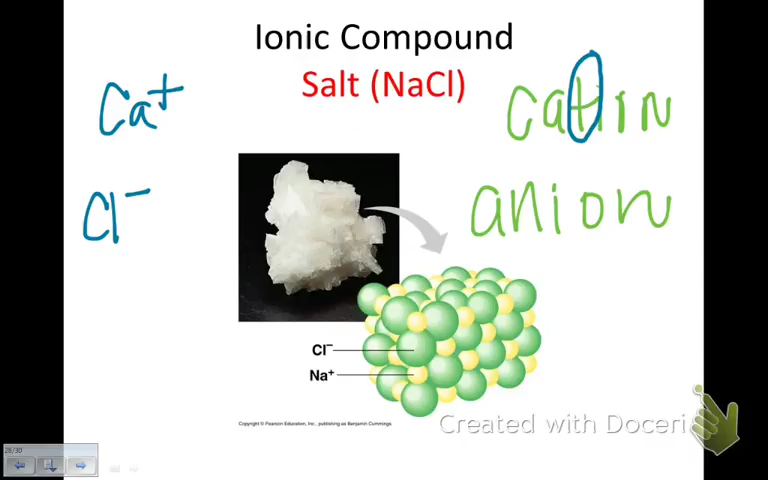 Ionic Compound
Salt (NaCl)
Ca+
cation
Cl−
anion
Cl−
Na+
Copyright © Pearson Education, Inc., publishing as Benjamin Cummings.
Created with Doceri
28/30